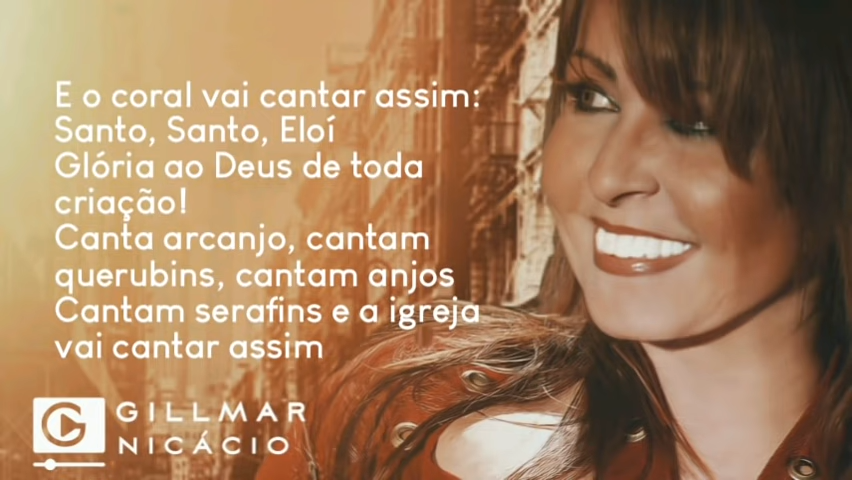 E o coral vai cantar assim:
Santo, Santo, Eloí
Glória ao Deus de toda
criação!
Canta arcanjo, cantam
querubins, cantam anjos
Cantam serafins e a igreja
vai cantar assim
GILLMAR
NICÁCIO